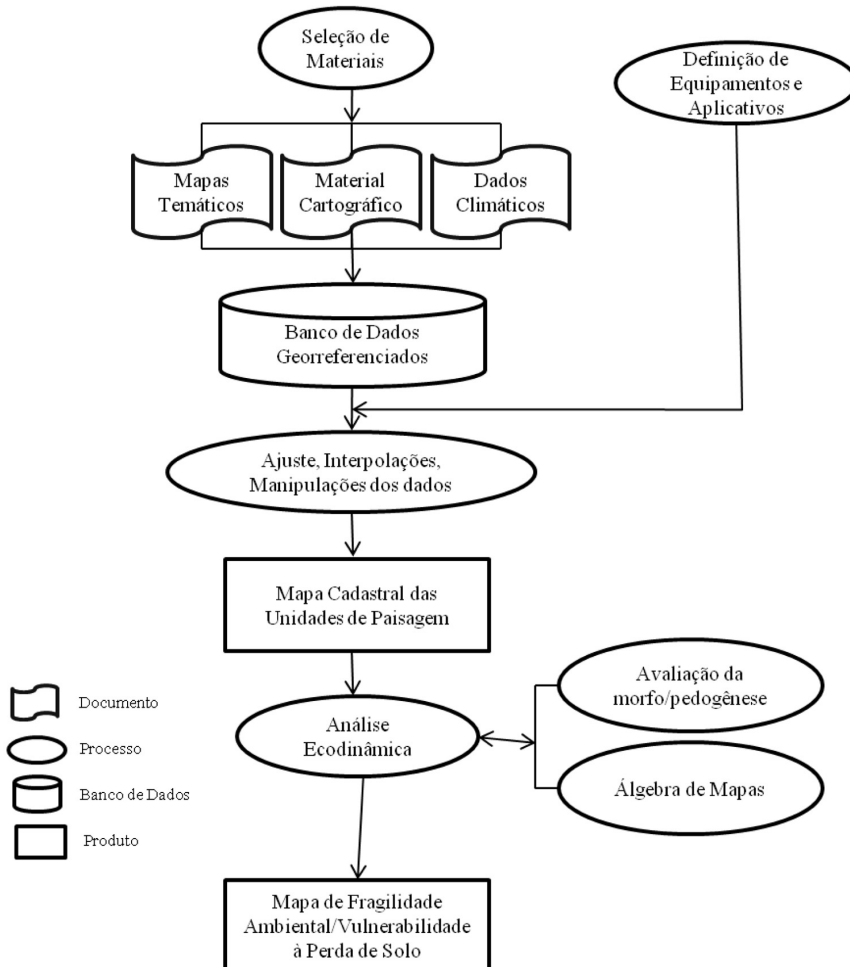 Seleção de
Materiais
Definição de
Equipamentos e
Aplicativos
Mapas
Temáticos
Material
Cartográfico
Dados
Climáticos
Banco de Dados
Georreferenciados
Ajuste, Interpolações,
Manipulações dos dados
Mapa Cadastral das
Unidades de Paisagem
Análise
Ecodinâmica
Avaliação da
morfo/pedogênese
Álgebra de Mapas
Mapa de Fragilidade
Ambiental/Vulnerabilidade
à Perda de Solo
Documento
Processo
Banco de Dados
Produto